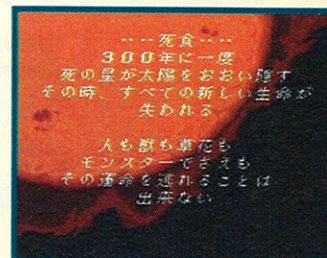 ‥‥死食‥‥
300年に一度
死の星が太陽をおおい隠す
その時、すべての新しい生命が
失われる
人も獣も草花も
モンスターでさえも
その運命を逃れることは
出来ない